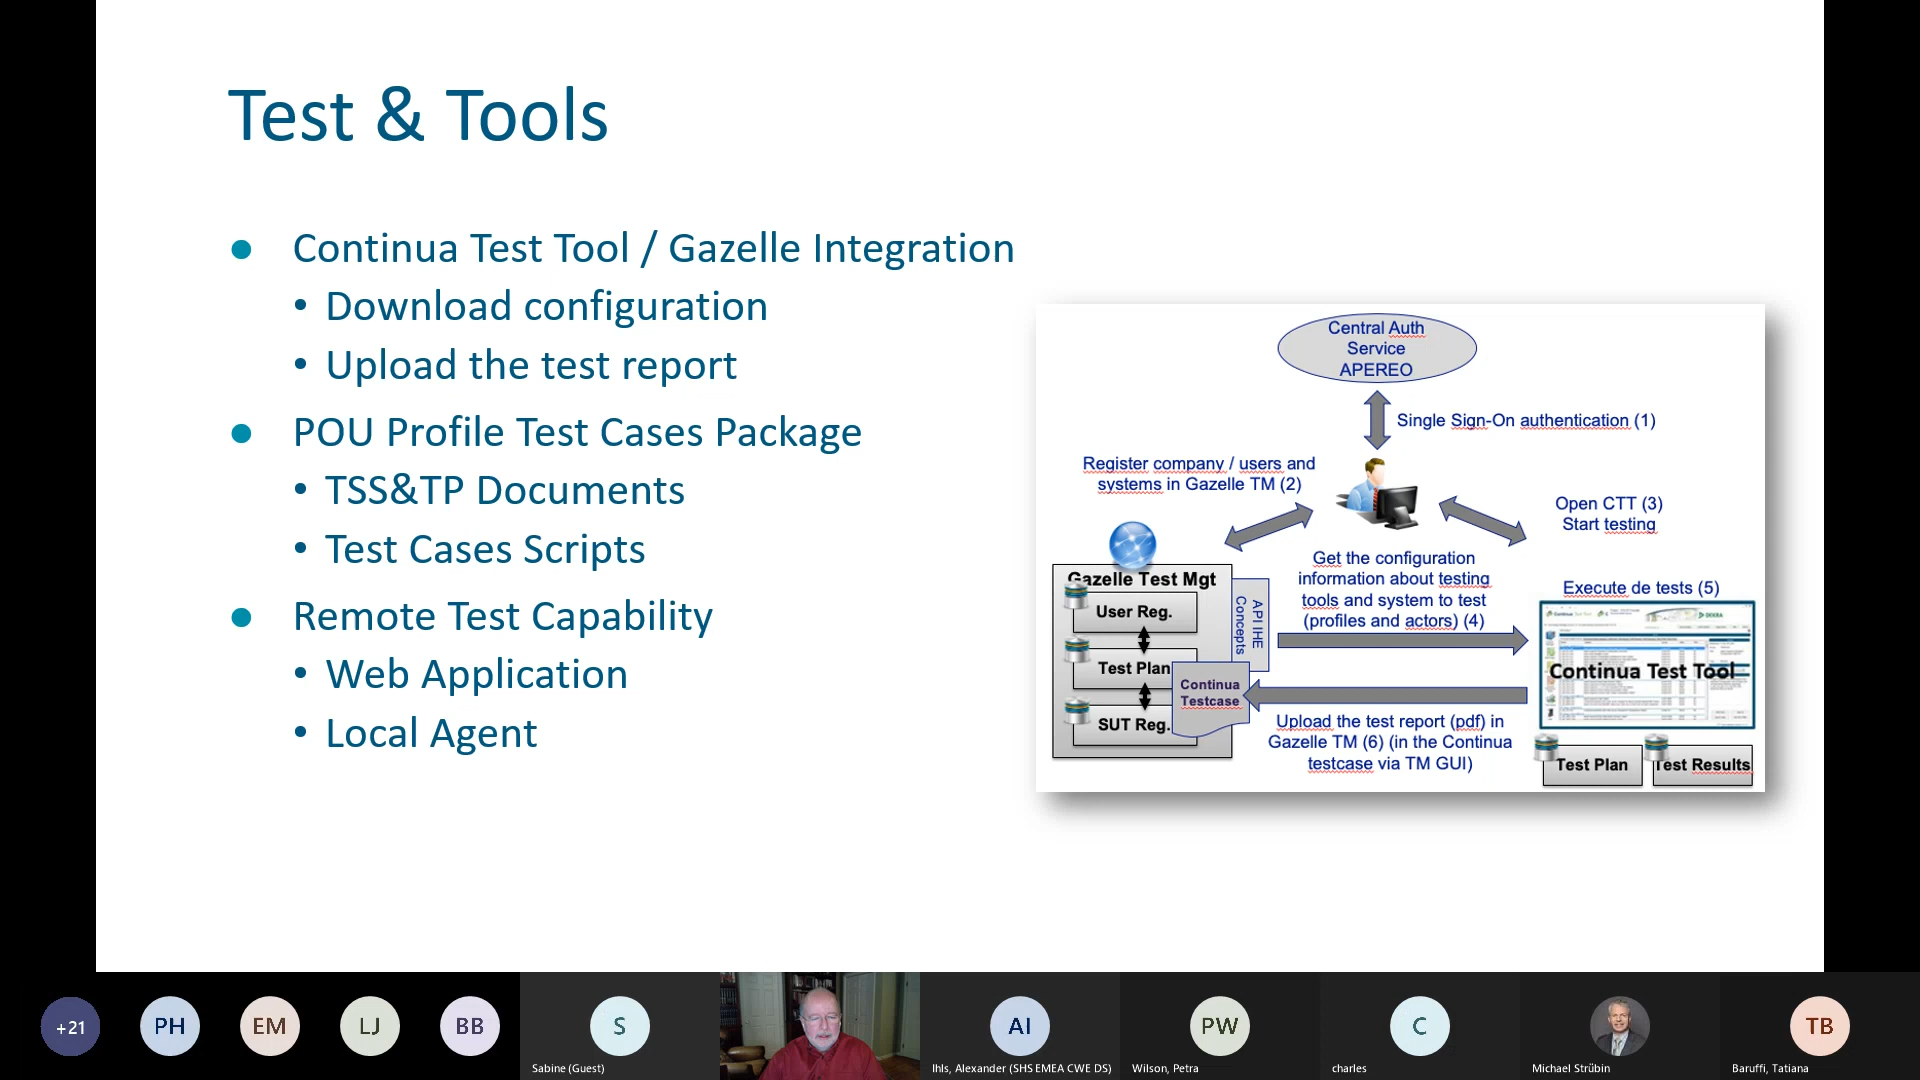 Test & Tools
Continua Test Tool / Gazelle Integration
Download configuration
Upload the test report
POU Profile Test Cases Package
TSS&TP Documents
Test Cases Scripts
Remote Test Capability
Web Application
Local Agent
Central Auth
Service
APEREO
Single Sign-On authentication (1)
Register company / users and
systems in Gazelle TM (2)
Open CTT (3)
Start testing
Get the configuration
information about testing
tools and system to test
(profiles and actors) (4)
Execute de tests (5)
Gazelle Test Mgt
User Reg.
Test Plan
SUT Reg.
API IHE
Concepts
Continua
Testcase
Continua Test Tool
Upload the test report (pdf) in
Gazelle TM (6) (in the Continua
testcase via TM GUI)
Test Plan
Test Results
+21
PH
EM
LJ
BB
S
Sabine (Guest)
AI
Ihls, Alexander (SHS EMEA CWE DS)
PW
Wilson, Petra
C
charles
Michael Strübin
TB
Baruffi, Tatiana